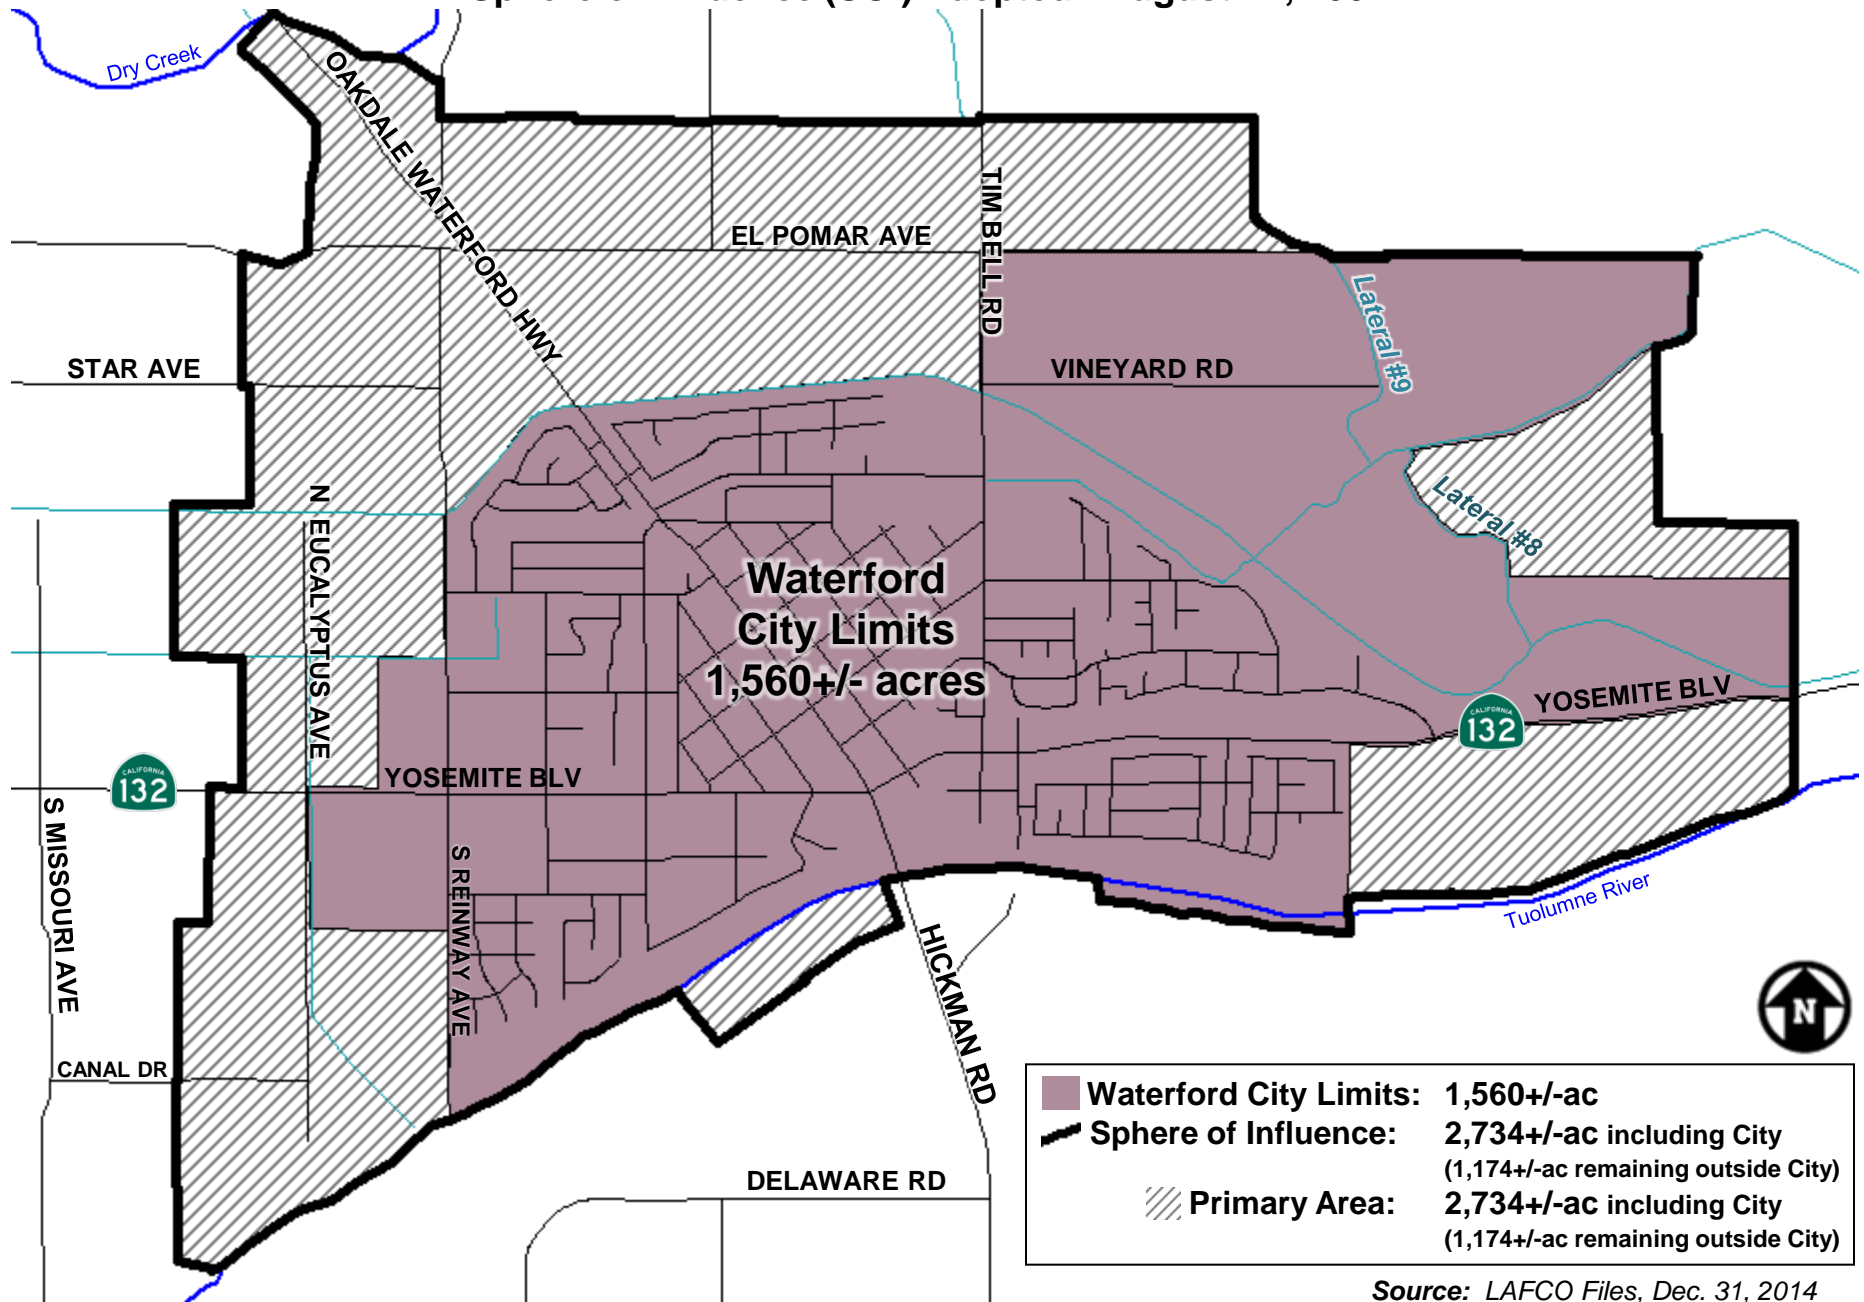 Dry Creek
OAKDALE WATERFORD HWY
TIM BELL RD
EL POMAR AVE
STAR AVE
VINEYARD RD
Lateral #9
Lateral #8
N EUCALYPTUS AVE
Waterford
City Limits
1,560+/- acres
YOSEMITE BLV
CALIFORNIA
132
CALIFORNIA
132
YOSEMITE BLV
S MISSOURI AVE
S REINWAY AVE
Tuolumne River
HICKMAN RD
CANAL DR
DELAWARE RD
N
Waterford City Limits: 1,560+/-ac
Sphere of Influence: 2,734+/-ac including City
(1,174+/-ac remaining outside City)
Primary Area: 2,734+/-ac including City
(1,174+/-ac remaining outside City)
Source: LAFCO Files, Dec. 31, 2014